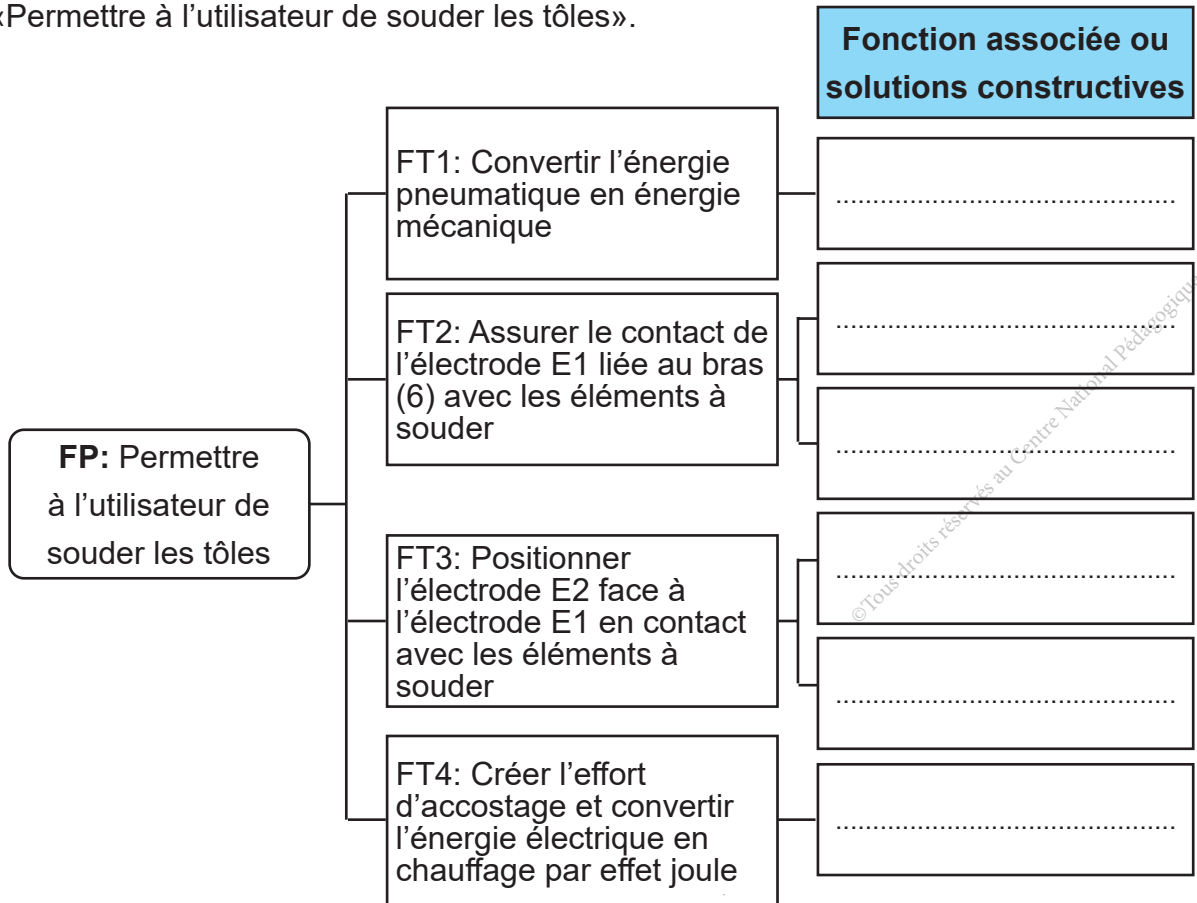 «Permettre à l’utilisateur de souder les tôles».
Fonction associée ou
solutions constructives
FT1: Convertir l’énergie
pneumatique en énergie
mécanique
..............................................
FT2: Assurer le contact de
l’électrode E1 liée au bras
(6) avec les éléments à
souder
..............................................
..............................................
FP: Permettre
à l’utilisateur de
souder les tôles
FT3: Positionner
l’électrode E2 face à
l’électrode E1 en contact
avec les éléments à
souder
..............................................
..............................................
FT4: Créer l’effort
d’accostage et convertir
l’énergie électrique en
chauffage par effet joule
..............................................
©Tous droits réservés au Centre National Pédagogique